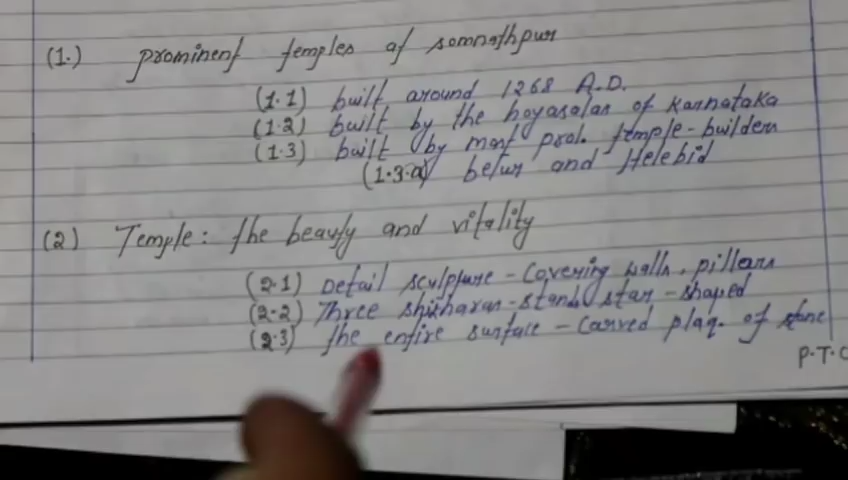 (1.) prominent temples of somnathpur
(1.1) built around 1268 A.D.
(1.2) built by the hoyasalas of Karnataka
(1.3) built by most prol. temple-builders
(1.3.a) belur and Helebid
(2) Temple: the beauty and vitality
(2.1) Detail sculpture - Covering walls, pillars
(2.2) Three shikharas - stands star-shaped
(2.3) the entire surface - Carved plaq. of stone
P.T.O